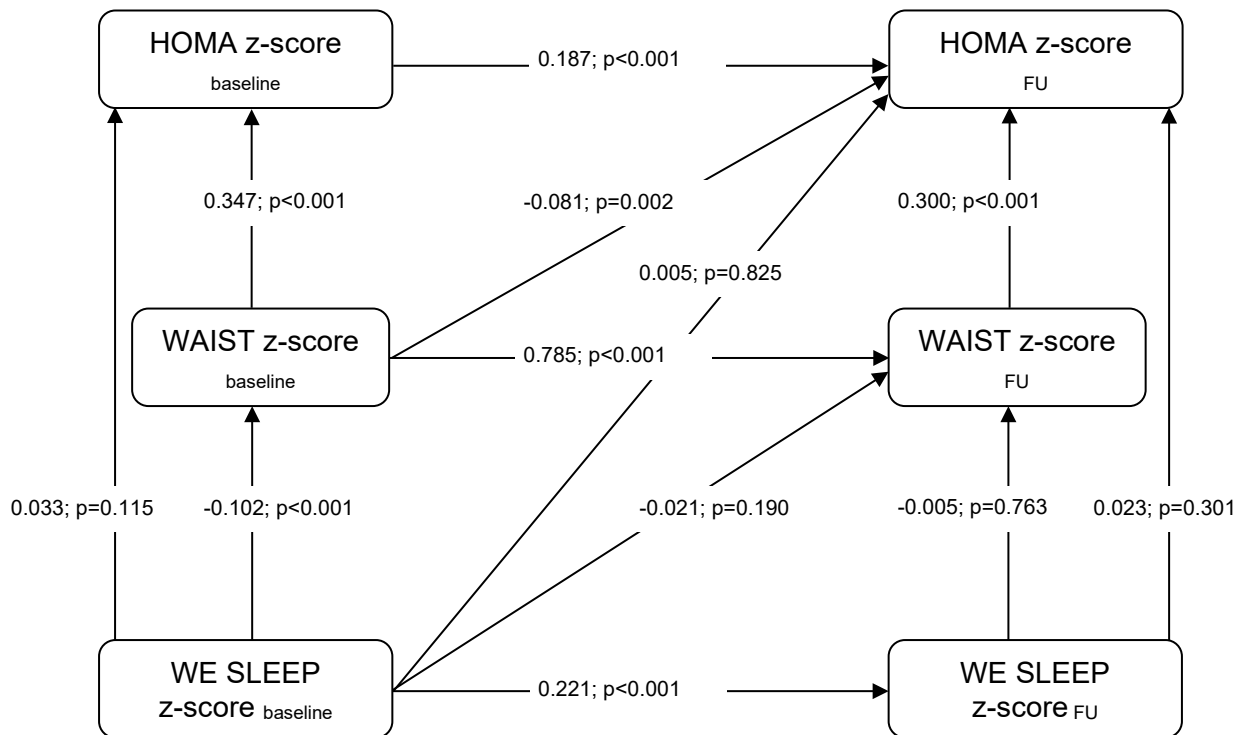 HOMA z-score
baseline
0.187; p<0.001
HOMA z-score
FU
0.347; p<0.001
-0.081; p=0.002
0.300; p<0.001
0.005; p=0.825
WAIST z-score
baseline
0.785; p<0.001
WAIST z-score
FU
0.033; p=0.115
-0.102; p<0.001
-0.021; p=0.190
-0.005; p=0.763
0.023; p=0.301
WE SLEEP
z-score baseline
0.221; p<0.001
WE SLEEP
z-score FU